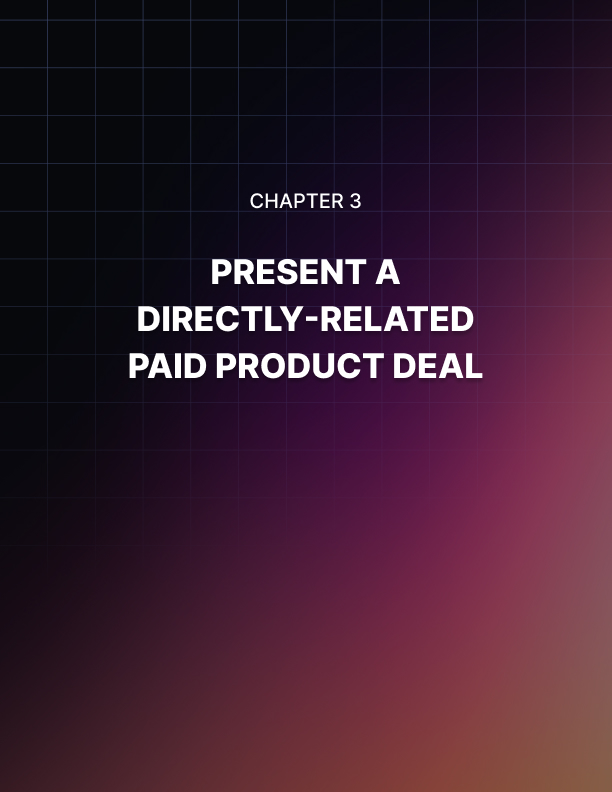 CHAPTER 3
PRESENT A
DIRECTLY-RELATED
PAID PRODUCT DEAL